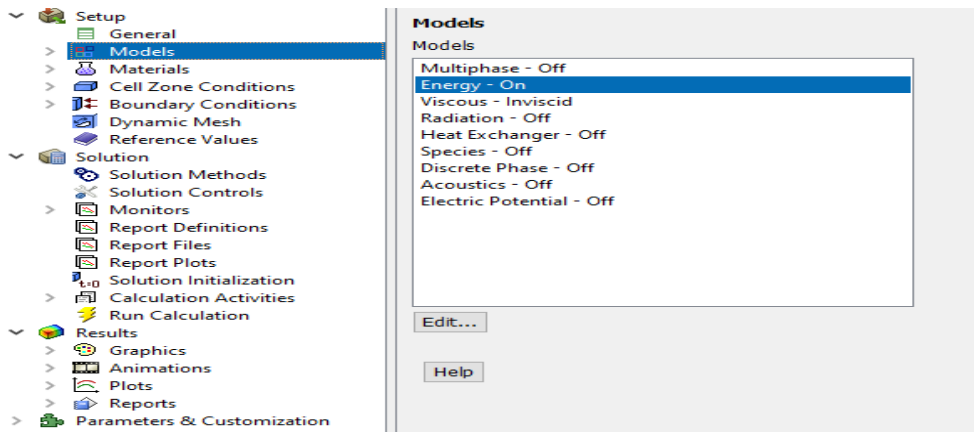 Setup
General
Models
Materials
Cell Zone Conditions
Boundary Conditions
Dynamic Mesh
Reference Values
Solution
Solution Methods
Solution Controls
Monitors
Report Definitions
Report Files
Report Plots
t=0 Solution Initialization
Calculation Activities
Run Calculation
Results
Graphics
Animations
Plots
Reports
Parameters & Customization
Models
Models
Multiphase - Off
Energy - On
Viscous - Inviscid
Radiation - Off
Heat Exchanger - Off
Species - Off
Discrete Phase - Off
Acoustics - Off
Electric Potential - Off
Edit...
Help